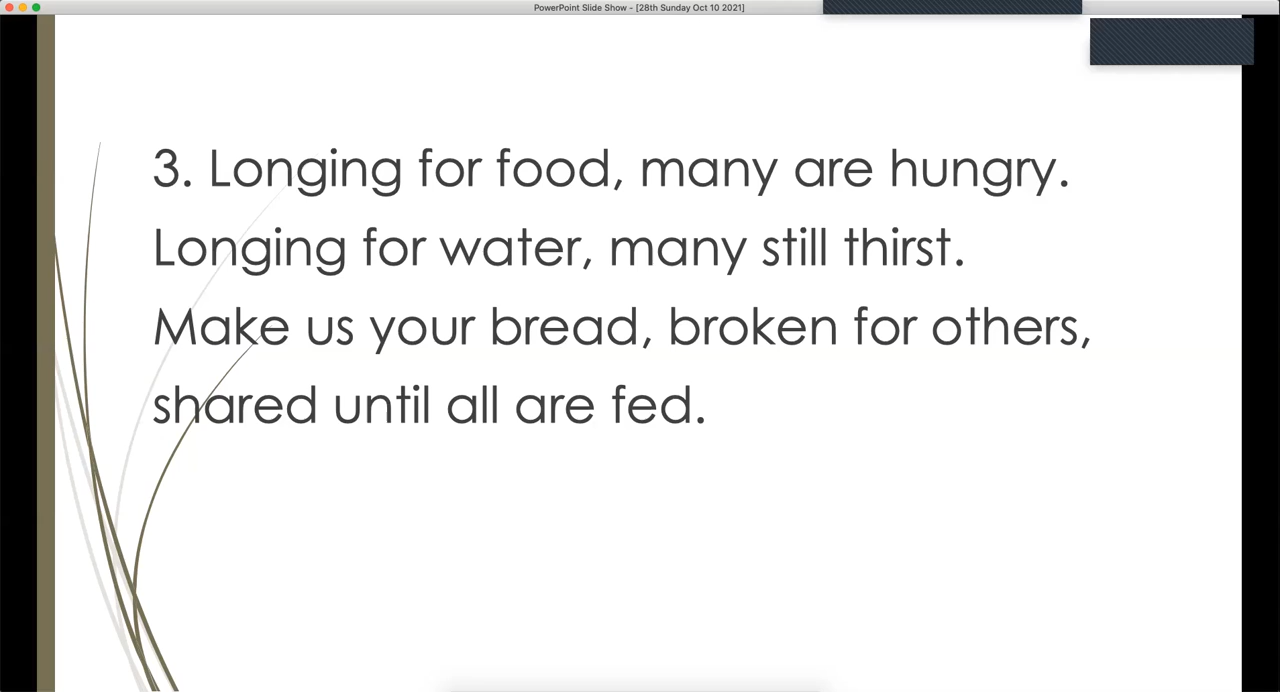 PowerPoint Slide Show - [28th Sunday Oct 10 2021]
3. Longing for food, many are hungry.
Longing for water, many still thirst.
Make us your bread, broken for others,
shared until all are fed.